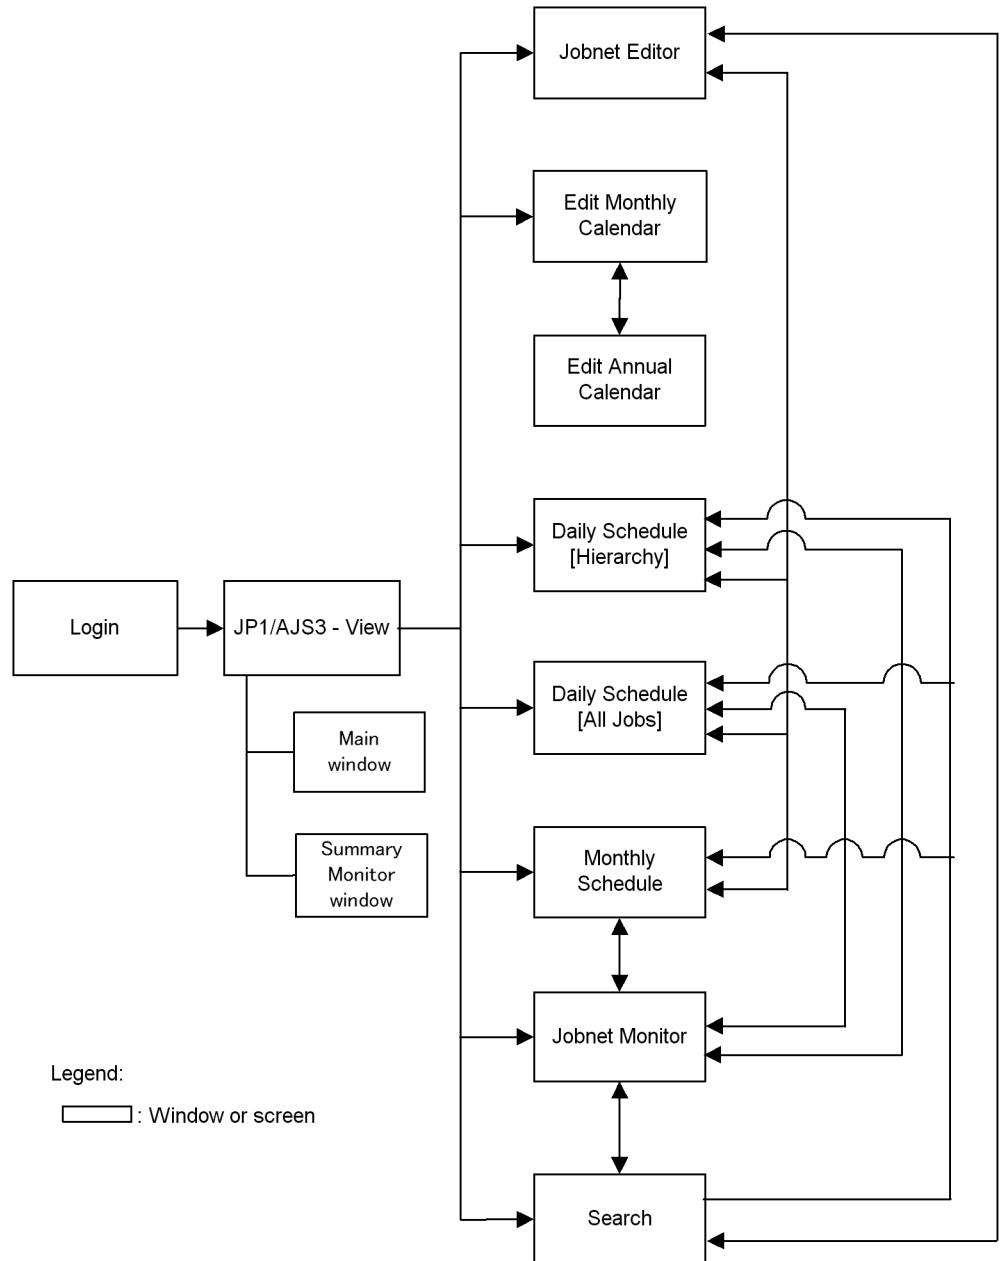 Jobnet Editor
Edit Monthly
Calendar
Edit Annual
Calendar
Daily Schedule
[Hierarchy]
Login
JP1/AJS3 - View
Daily Schedule
[All Jobs]
Main
window
Summary
Monitor
window
Monthly
Schedule
Jobnet Monitor
Legend:
: Window or screen
Search